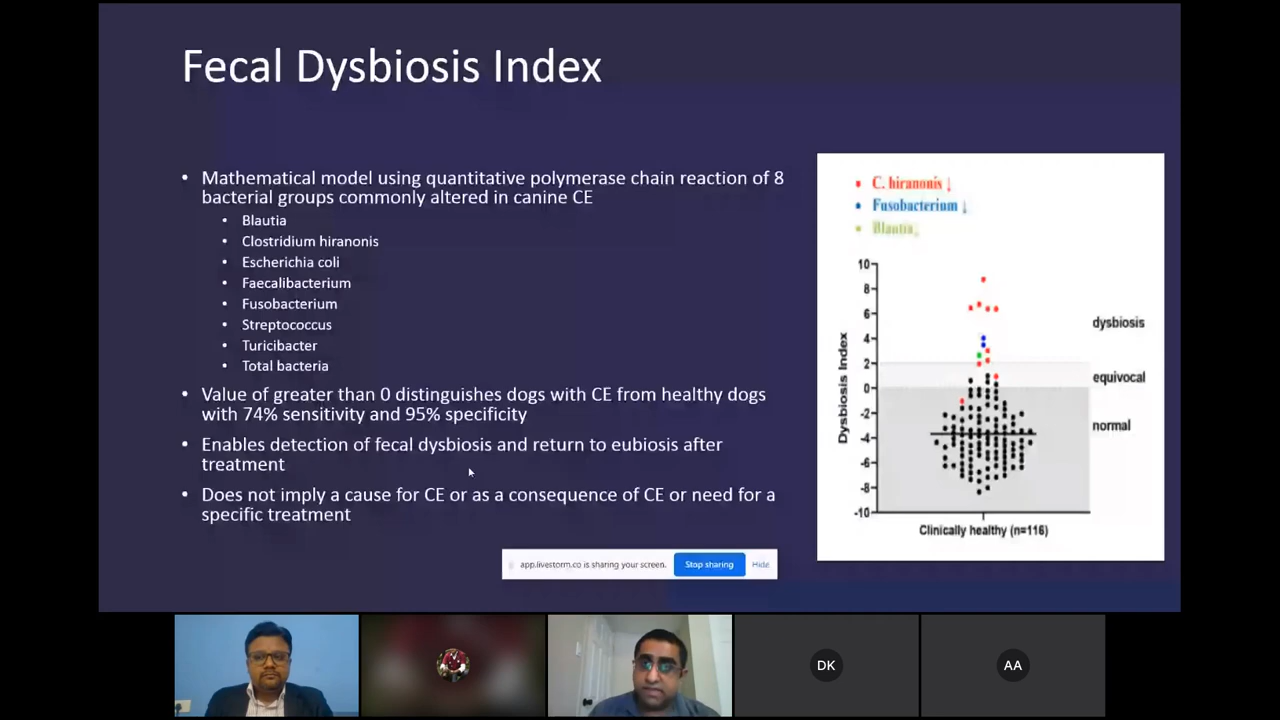 Fecal Dysbiosis Index
• Mathematical model using quantitative polymerase chain reaction of 8
bacterial groups commonly altered in canine CE
• Blautia
• Clostridium hiranonis
• Escherichia coli
• Faecalibacterium
• Fusobacterium
• Streptococcus
• Turicibacter
• Total bacteria
• Value of greater than 0 distinguishes dogs with CE from healthy dogs
with 74% sensitivity and 95% specificity
• Enables detection of fecal dysbiosis and return to eubiosis after
treatment
• Does not imply a cause for CE or as a consequence of CE or need for a
specific treatment
C. hiranonis ↓
Fusobacterium ↓
Blautia↓
Dysbiosis Index
10
8
6
4
2
0
-2
-4
-6
-8
-10
dysbiosis
equivocal
normal
Clinically healthy (n=116)
app.livestorm.co is sharing your screen.
Stop sharing
Hide
DK
AA